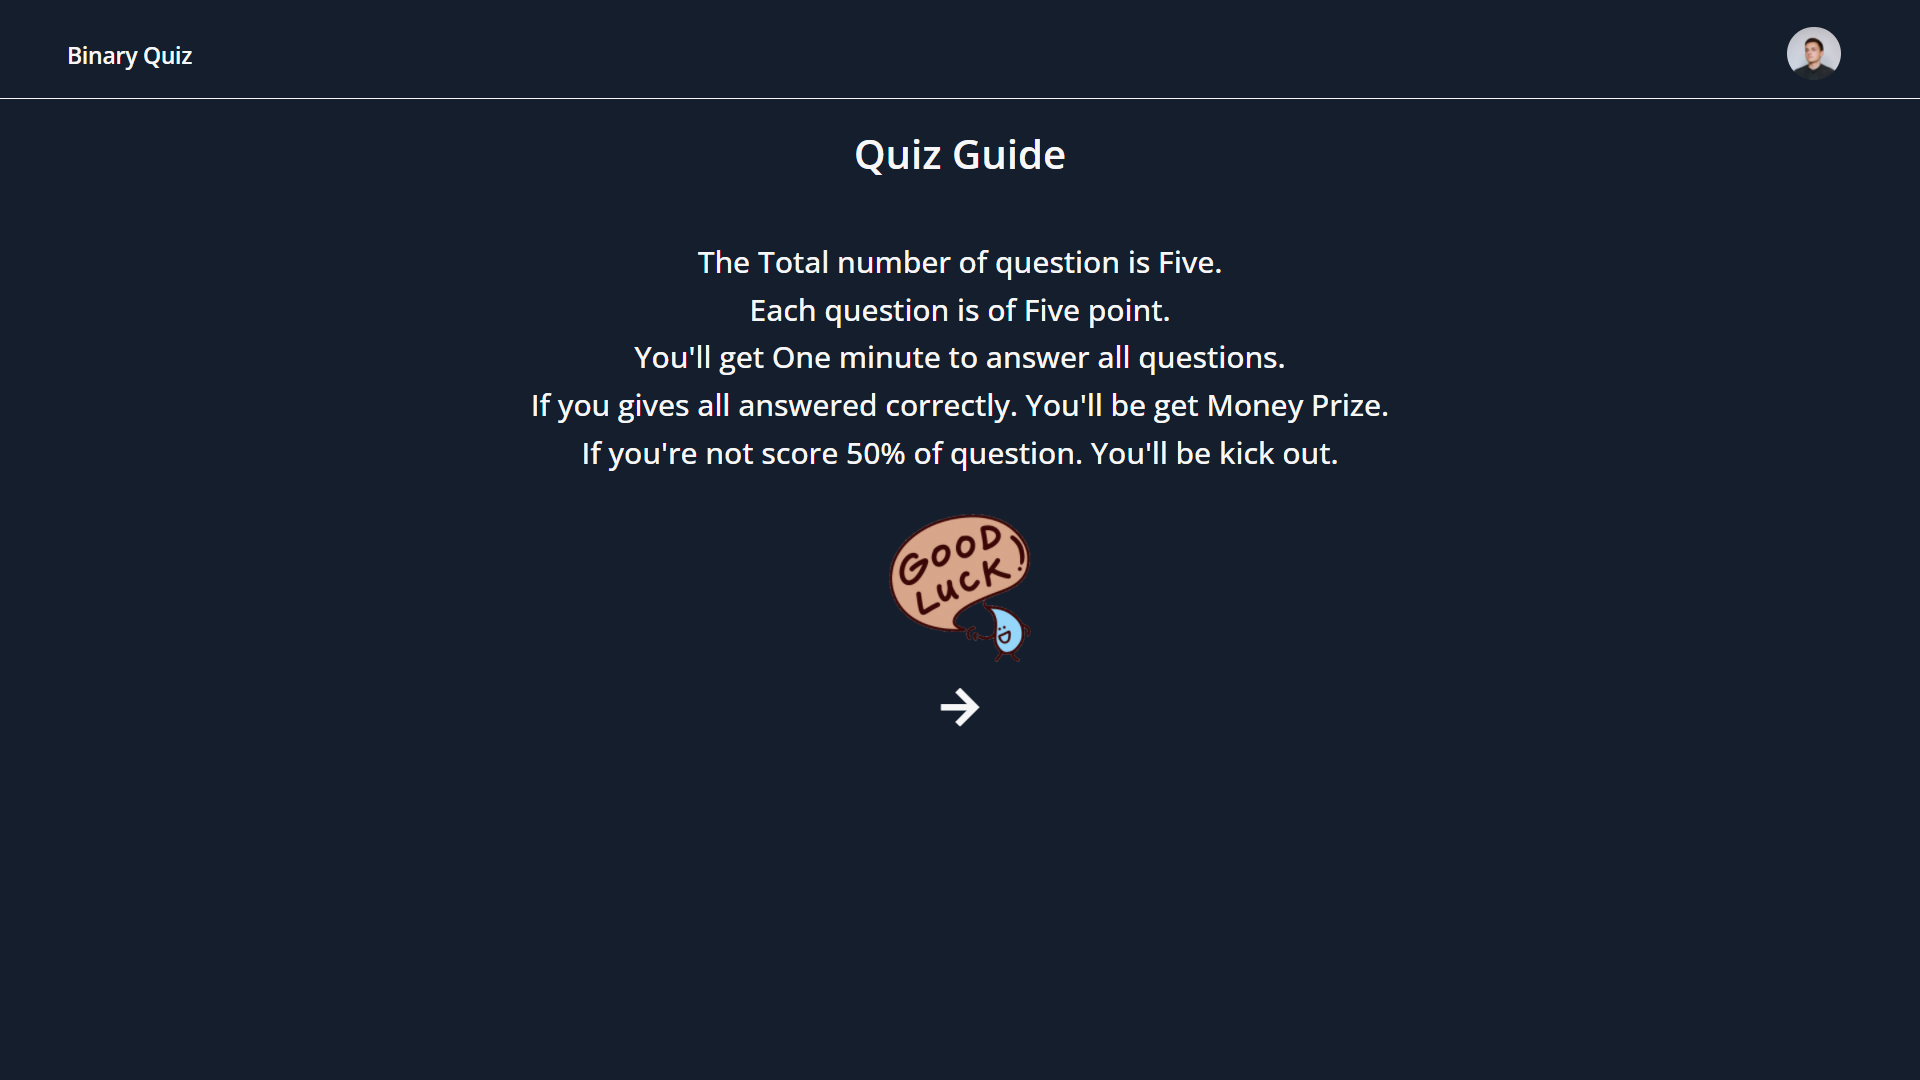 Binary Quiz
Quiz Guide
The Total number of question is Five.
Each question is of Five point.
You'll get One minute to answer all questions.
If you gives all answered correctly. You'll be get Money Prize.
If you're not score 50% of question. You'll be kick out.
GOOD
LUCK!